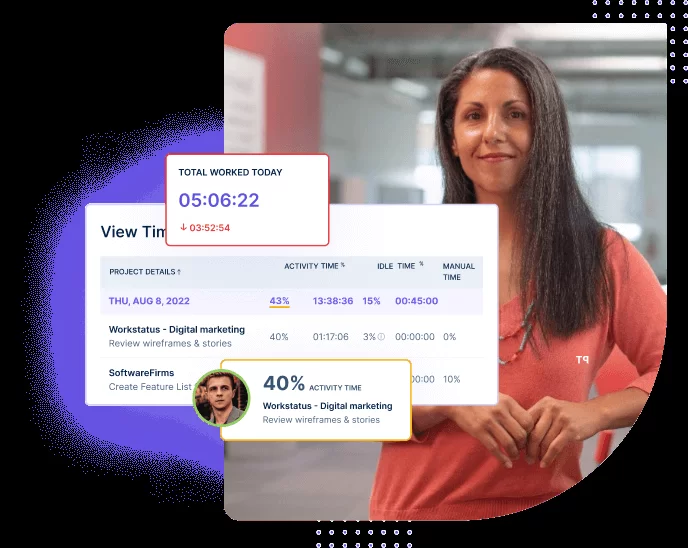 TOTAL WORKED TODAY
05:06:22
↓ 03:52:54
View Tim
PROJECT DETAILS ↑ ACTIVITY TIME % IDLE TIME % MANUAL TIME
THU, AUG 8, 2022 43% 13:38:36 15% 00:45:00
Workstatus - Digital marketing 40% 01:17:06 3% 00:00:00 0%
Review wireframes & stories
SoftwareFirms :00:00 10%
Create Feature List
40% ACTIVITY TIME
Workstatus - Digital marketing
Review wireframes & stories